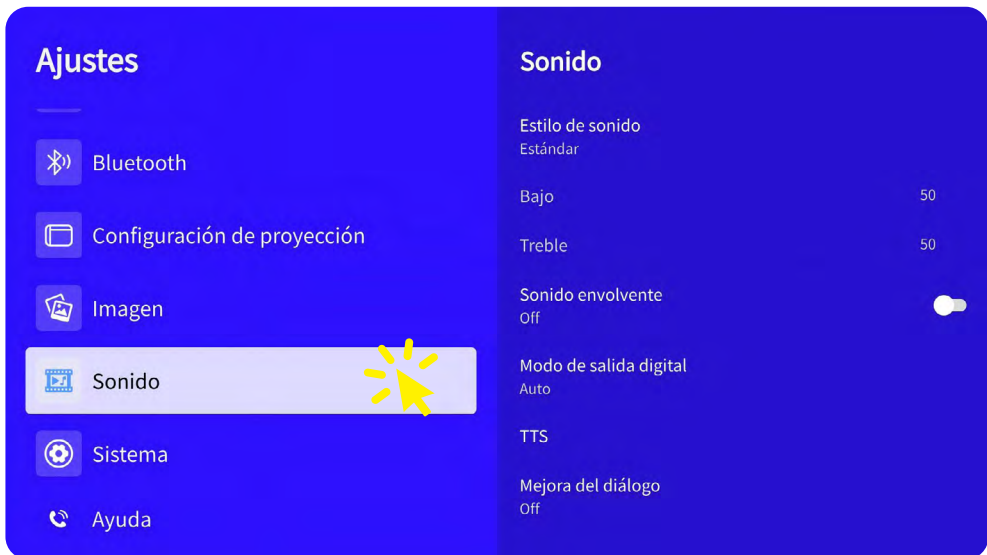 Ajustes
Bluetooth
Configuración de proyección
Imagen
Sonido
Sistema
Ayuda
Sonido
Estilo de sonido
Estándar
Bajo 50
Treble 50
Sonido envolvente
Off
Modo de salida digital
Auto
TTS
Mejora del diálogo
Off